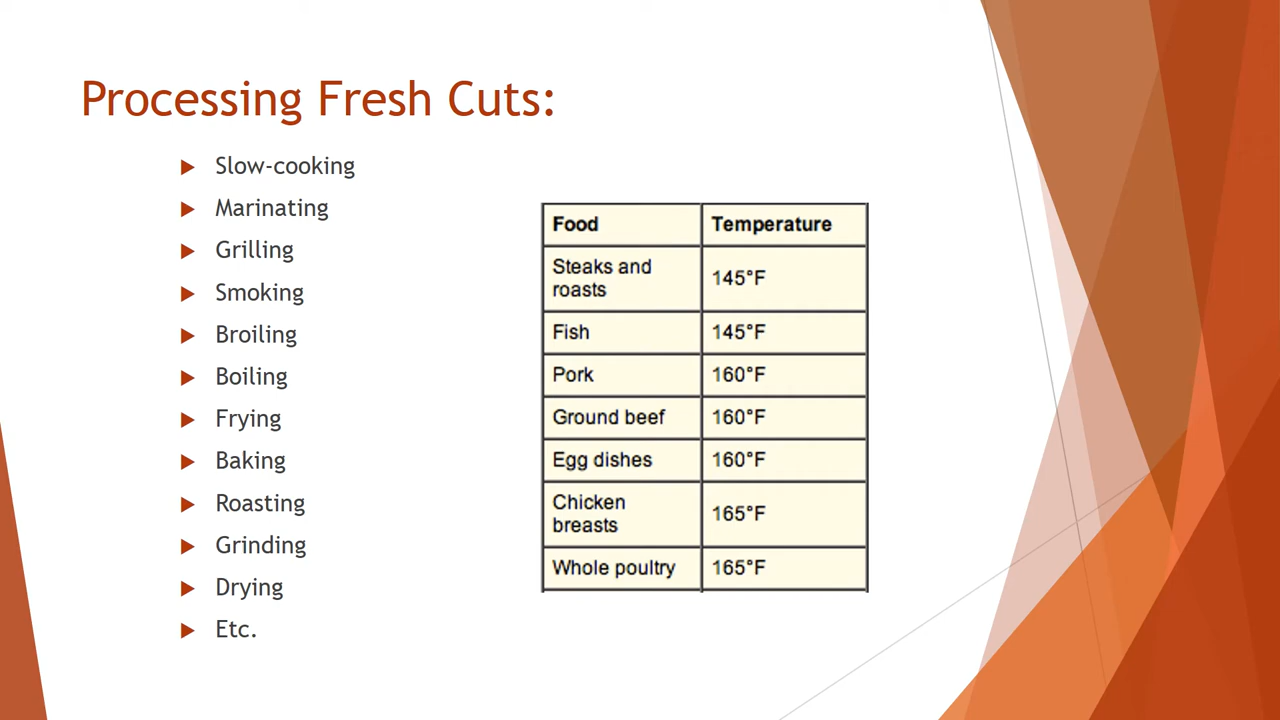 Processing Fresh Cuts:
Slow-cooking
Marinating
Grilling
Smoking
Broiling
Boiling
Frying
Baking
Roasting
Grinding
Drying
Etc.
Food Temperature
Steaks and
roasts 145°F
Fish 145°F
Pork 160°F
Ground beef 160°F
Egg dishes 160°F
Chicken
breasts 165°F
Whole poultry 165°F